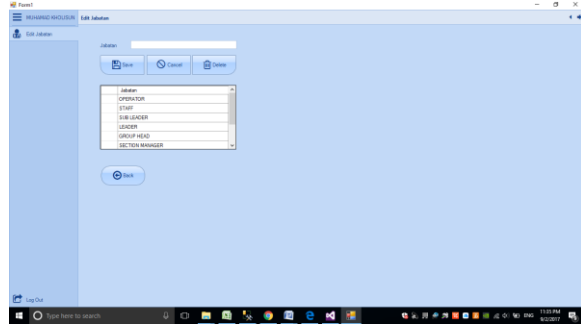 Form1
MUHAMAD KHOLISUN
Edit Jabatan
Edit Jabatan
Jabatan
Save
Cancel
Delete
Jabatan
OPERATOR
STAFF
SUB LEADER
LEADER
GROUP HEAD
SECTION MANAGER
Back
Log Out
Type here to search
ENG
11:05 PM
9/2/2017